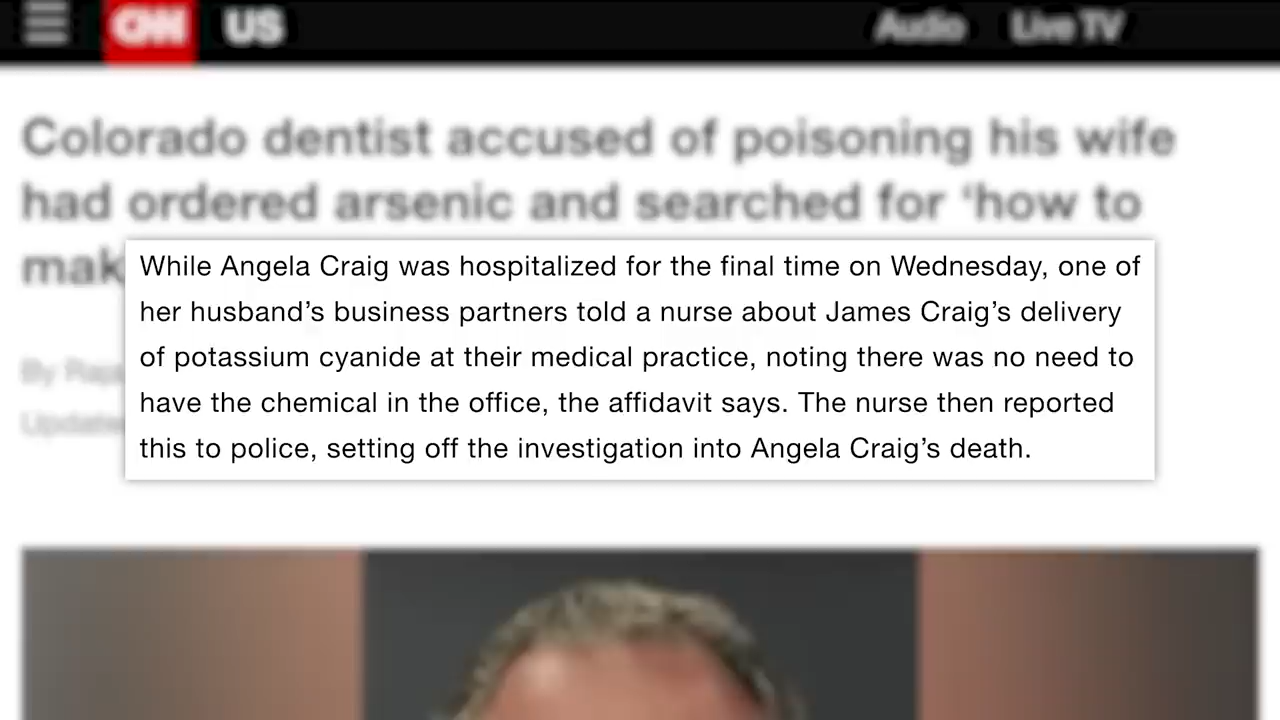 CNN US Audio Live TV
Colorado dentist accused of poisoning his wife
had ordered arsenic and searched for ‘how to
mak
While Angela Craig was hospitalized for the final time on Wednesday, one of
her husband’s business partners told a nurse about James Craig’s delivery
of potassium cyanide at their medical practice, noting there was no need to
have the chemical in the office, the affidavit says. The nurse then reported
this to police, setting off the investigation into Angela Craig’s death.
By